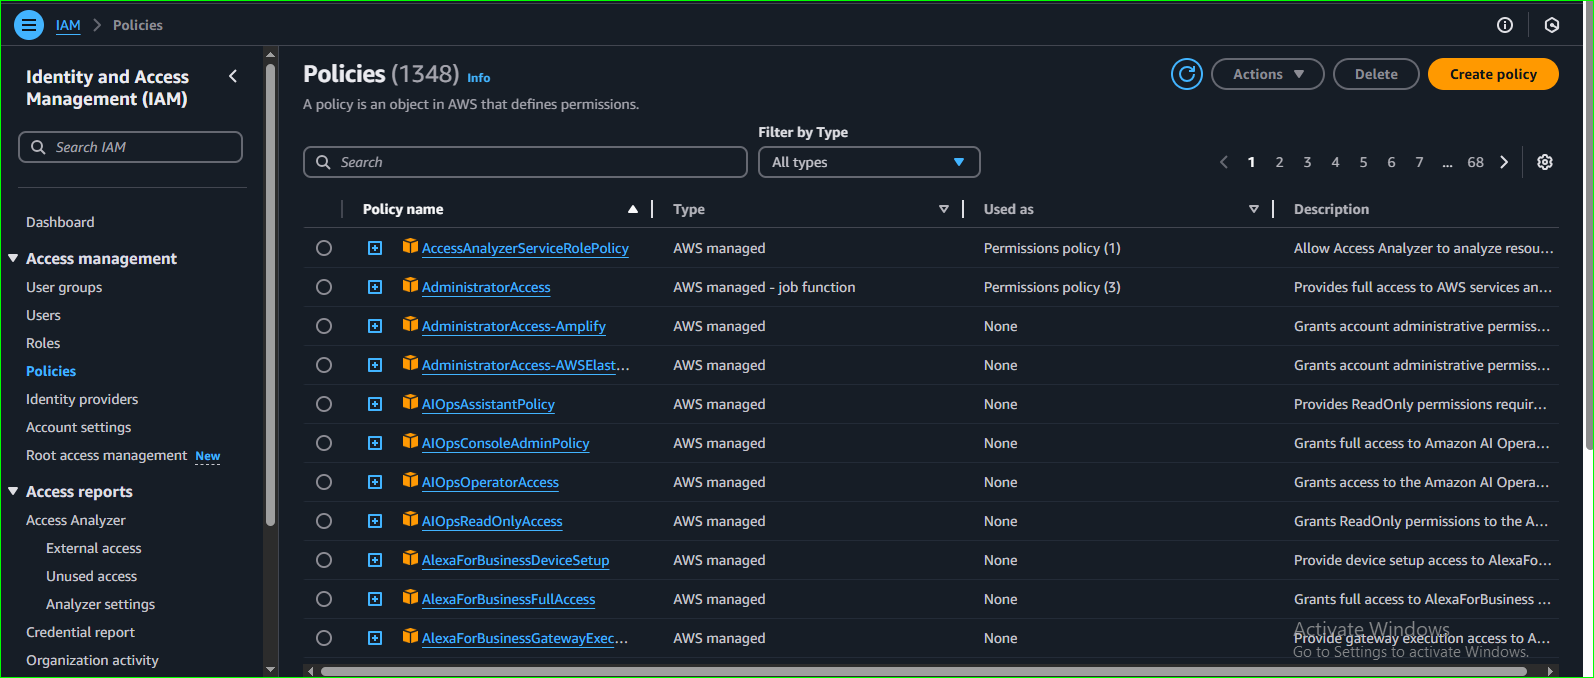 IAM > Policies
Identity and Access
Management (IAM)
Search IAM
Dashboard
Access management
User groups
Users
Roles
Policies
Identity providers
Account settings
Root access management New
Access reports
Access Analyzer
External access
Unused access
Analyzer settings
Credential report
Organization activity
Policies (1348) Info
A policy is an object in AWS that defines permissions.
Actions
Delete
Create policy
Filter by Type
Search
All types
1 2 3 4 5 6 7 ... 68
Policy name Type Used as Description
AccessAnalyzerServiceRolePolicy AWS managed Permissions policy (1) Allow Access Analyzer to analyze resou...
AdministratorAccess AWS managed - job function Permissions policy (3) Provides full access to AWS services an...
AdministratorAccess-Amplify AWS managed None Grants account administrative permiss...
AdministratorAccess-AWSElast... AWS managed None Grants account administrative permiss...
AIOpsAssistantPolicy AWS managed None Provides ReadOnly permissions requir...
AIOpsConsoleAdminPolicy AWS managed None Grants full access to Amazon AI Opera...
AIOpsOperatorAccess AWS managed None Grants access to the Amazon AI Opera...
AIOpsReadOnlyAccess AWS managed None Grants ReadOnly permissions to the A...
AlexaForBusinessDeviceSetup AWS managed None Provide device setup access to AlexaFo...
AlexaForBusinessFullAccess AWS managed None Grants full access to AlexaForBusiness ...
AlexaForBusinessGatewayExec... AWS managed None Provide gateway execution access to A...
Activate Windows
Go to Settings to activate Windows.